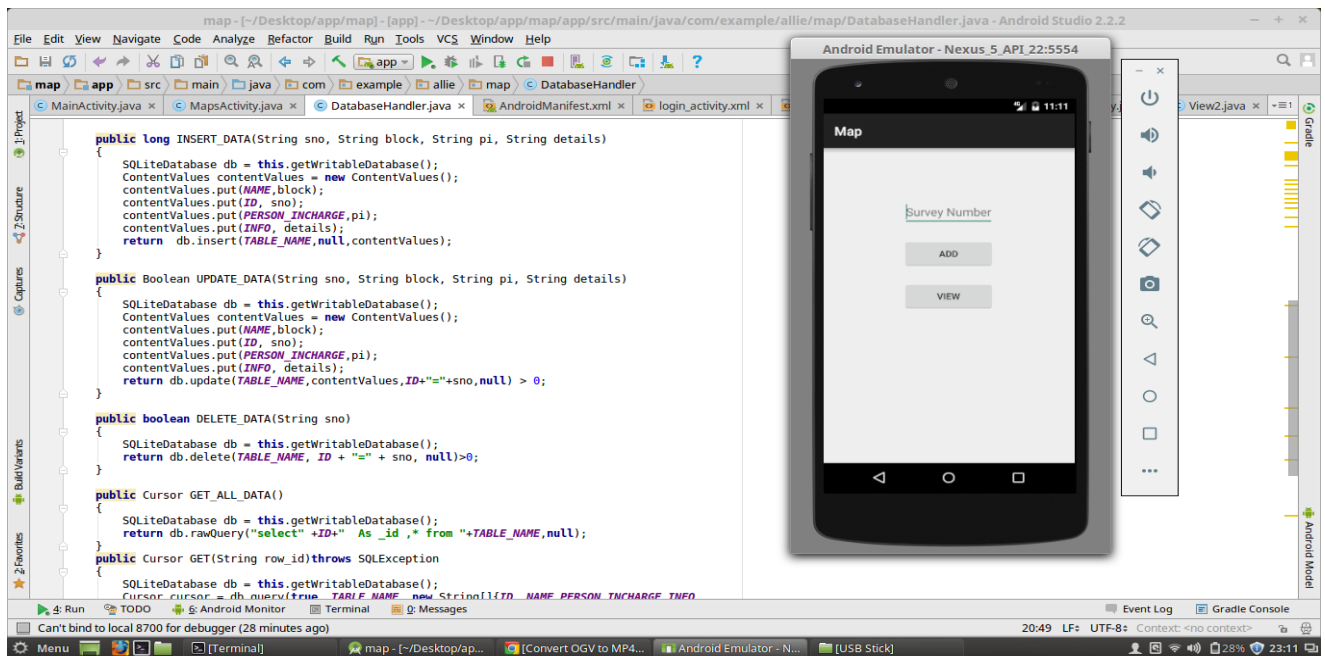 map - [~/Desktop/app/map] - [app] - ~/Desktop/app/map/app/src/main/java/com/example/allie/map/DatabaseHandler.java - Android Studio 2.2.2
File Edit View Navigate Code Analyze Refactor Build Run Tools VCS Window Help
app
map app src main java com example allie map DatabaseHandler
MainActivity.java MapsActivity.java DatabaseHandler.java AndroidManifest.xml login_activity.xml View2.java
1: Project
Z: Structure
Captures
Build Variants
2: Favorites
public long INSERT_DATA(String sno, String block, String pi, String details)
{
SQLiteDatabase db = this.getWritableDatabase();
ContentValues contentValues = new ContentValues();
contentValues.put(NAME,block);
contentValues.put(ID, sno);
contentValues.put(PERSON_INCHARGE,pi);
contentValues.put(INFO, details);
return db.insert(TABLE_NAME,null,contentValues);
}
public Boolean UPDATE_DATA(String sno, String block, String pi, String details)
{
SQLiteDatabase db = this.getWritableDatabase();
ContentValues contentValues = new ContentValues();
contentValues.put(NAME,block);
contentValues.put(ID, sno);
contentValues.put(PERSON_INCHARGE,pi);
contentValues.put(INFO, details);
return db.update(TABLE_NAME,contentValues,ID+"="+sno,null) > 0;
}
public boolean DELETE_DATA(String sno)
{
SQLiteDatabase db = this.getWritableDatabase();
return db.delete(TABLE_NAME, ID + "=" + sno, null)>0;
}
public Cursor GET_ALL_DATA()
{
SQLiteDatabase db = this.getWritableDatabase();
return db.rawQuery("select" +ID+" As _id ,* from "+TABLE_NAME,null);
}
public Cursor GET(String row_id)throws SQLException
{
SQLiteDatabase db = this.getWritableDatabase();
Cursor cursor = db.query(true, TABLE_NAME, new String[]{ID, NAME,PERSON_INCHARGE,INFO
Android Emulator - Nexus_5_API_22:5554
11:11
Map
Survey Number
ADD
VIEW
Gradle
Android Model
4: Run TODO 6: Android Monitor Terminal 0: Messages Event Log Gradle Console
Can't bind to local 8700 for debugger (28 minutes ago) 20:49 LF UTF-8 Context: <no context>
Menu [Terminal] map - [~/Desktop/ap... [Convert OGV to MP4... Android Emulator - N... [USB Stick] 28% 23:11